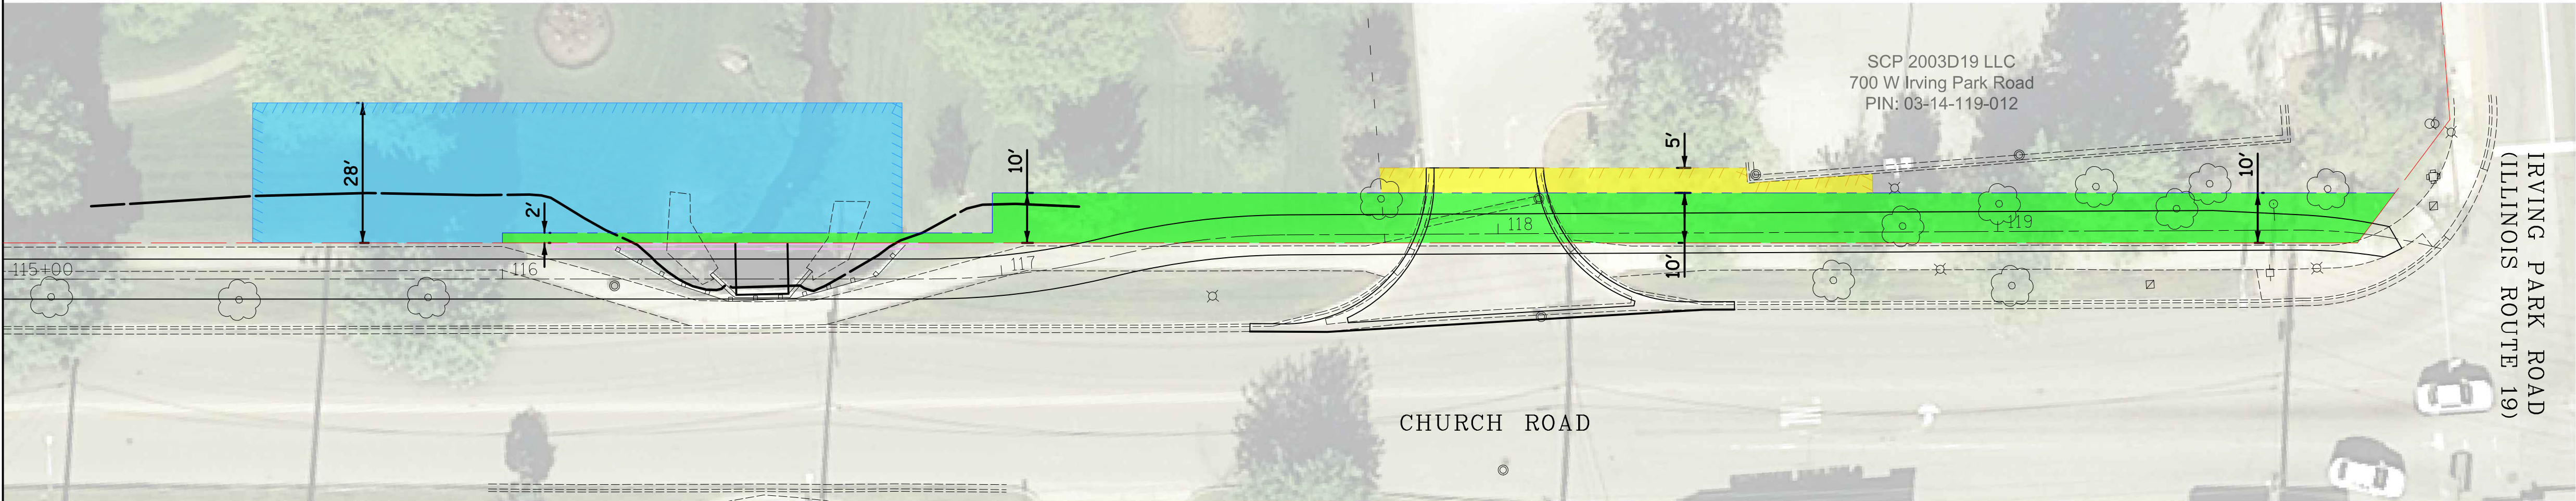 SCP 2003D19 LLC
700 W Irving Park Road
PIN: 03-14-119-012
28'
2'
10'
5'
10'
10'
115+00
116
117
118
119
CHURCH ROAD
IRVING PARK ROAD
(ILLINOIS ROUTE 19)